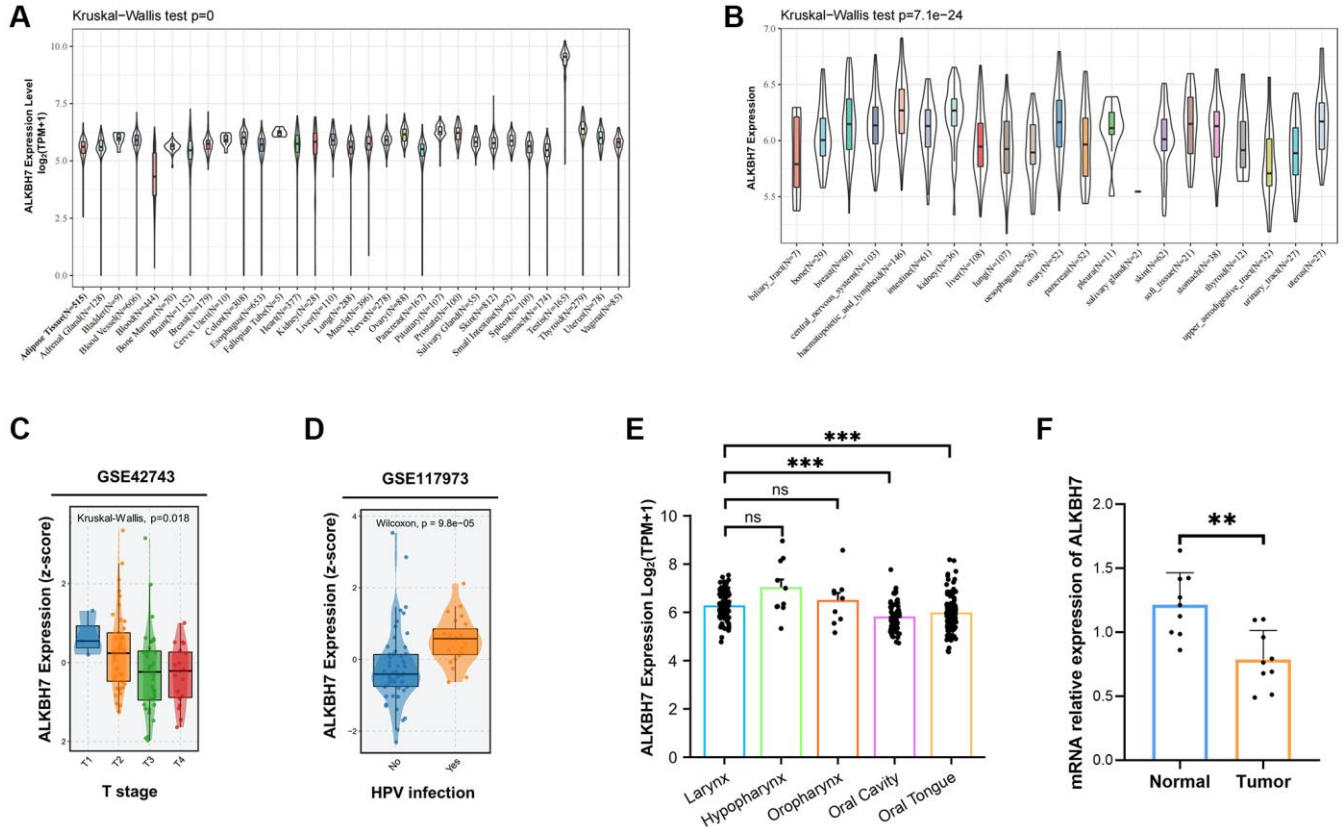 A
Kruskal-Wallis test p=0
ALKBH7 Expression Level
log₂(TPM+1)
10.0
7.5
5.0
2.5
0.0
Adipose Tissue(N=515)
Adrenal Gland(N=128)
Bladder(N=9)
Blood Vessel(N=606)
Blood(N=444)
Bone Marrow(N=70)
Brain(N=1152)
Breast(N=179)
Cervix Uteri(N=10)
Colon(N=308)
Esophagus(N=653)
Fallopian Tube(N=5)
Heart(N=377)
Kidney(N=28)
Liver(N=110)
Lung(N=288)
Muscle(N=396)
Nerve(N=278)
Ovary(N=88)
Pancreas(N=167)
Pituitary(N=107)
Prostate(N=100)
Salivary Gland(N=55)
Skin(N=812)
Small Intestine(N=92)
Spleen(N=100)
Stomach(N=174)
Testis(N=165)
Thyroid(N=279)
Uterus(N=78)
Vagina(N=85)
B
Kruskal-Wallis test p=7.1e-24
ALKBH7 Expression
7.0
6.5
6.0
5.5
biliary_tract(N=7)
bone(N=29)
breast(N=60)
central_nervous_system(N=103)
haematopoietic_and_lymphoid(N=146)
intestine(N=61)
kidney(N=36)
liver(N=108)
lung(N=107)
oesophagus(N=26)
ovary(N=52)
pancreas(N=52)
pleura(N=11)
salivary gland(N=2)
skin(N=62)
soft_tissue(N=21)
stomach(N=38)
thyroid(N=12)
upper_aerodigestive_tract(N=32)
urinary_tract(N=27)
uterus(N=27)
C
GSE42743
Kruskal-Wallis, p=0.018
ALKBH7 Expression (z-score)
2
0
2
T1
T2
T3
T4
T stage
D
GSE117973
Wilcoxon, p = 9.8e-05
ALKBH7 Expression (z-score)
4
2
0
-2
No
Yes
HPV infection
E
***
***
ns
ns
ALKBH7 Expression Log₂(TPM+1)
10
8
6
4
2
0
Larynx
Hypopharynx
Oropharynx
Oral Cavity
Oral Tongue
F
**
mRNA relative expression of ALKBH7
2.0
1.5
1.0
0.5
0.0
Normal
Tumor